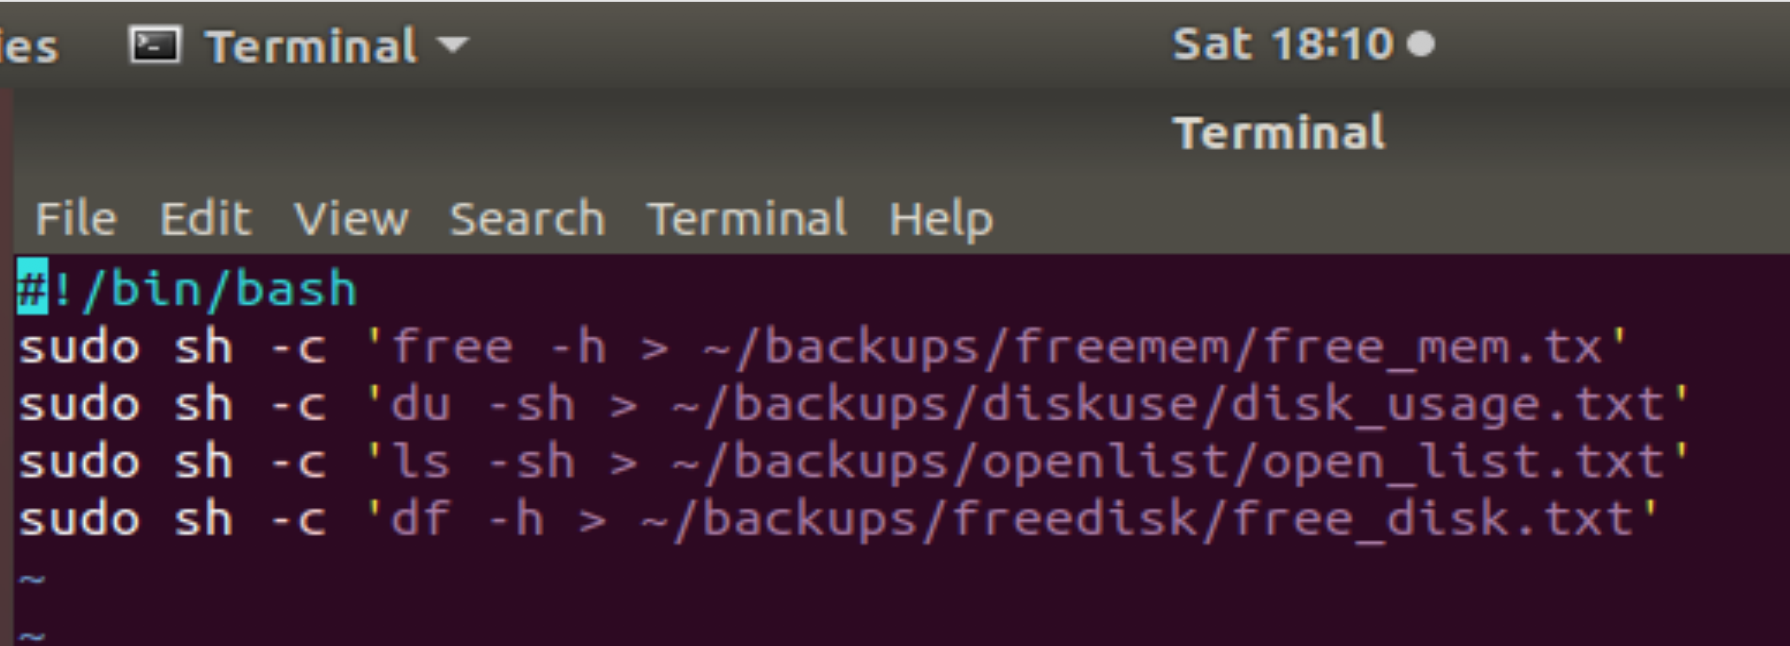 ies Terminal Sat 18:10
Terminal
File Edit View Search Terminal Help
#!/bin/bash
sudo sh -c 'free -h > ~/backups/freemem/free_mem.tx'
sudo sh -c 'du -sh > ~/backups/diskuse/disk_usage.txt'
sudo sh -c 'ls -sh > ~/backups/openlist/open_list.txt'
sudo sh -c 'df -h > ~/backups/freedisk/free_disk.txt'
~
~